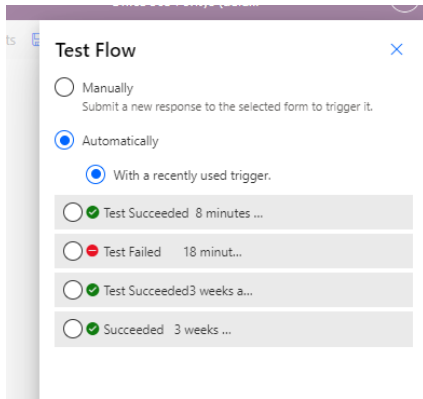 ts
Test Flow
Manually
Submit a new response to the selected form to trigger it.
Automatically
With a recently used trigger.
Test Succeeded 8 minutes ...
Test Failed 18 minut...
Test Succeeded3 weeks a...
Succeeded 3 weeks ...